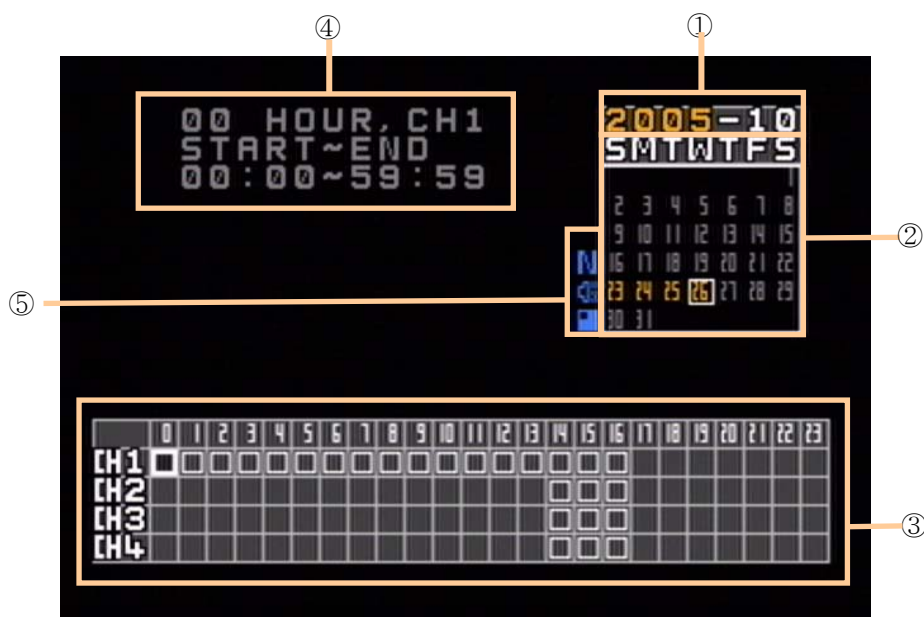 ④
①
00 HOUR, CH1
START~END
00:00~59:59
2005-10
S M T W T F S
1
2 3 4 5 6 7 8
9 10 11 12 13 14 15
16 17 18 19 20 21 22
23 24 25 26 27 28 29
30 31
N
②
⑤
0 1 2 3 4 5 6 7 8 9 10 11 12 13 14 15 16 17 18 19 20 21 22 23
CH1
CH2
CH3
CH4
③